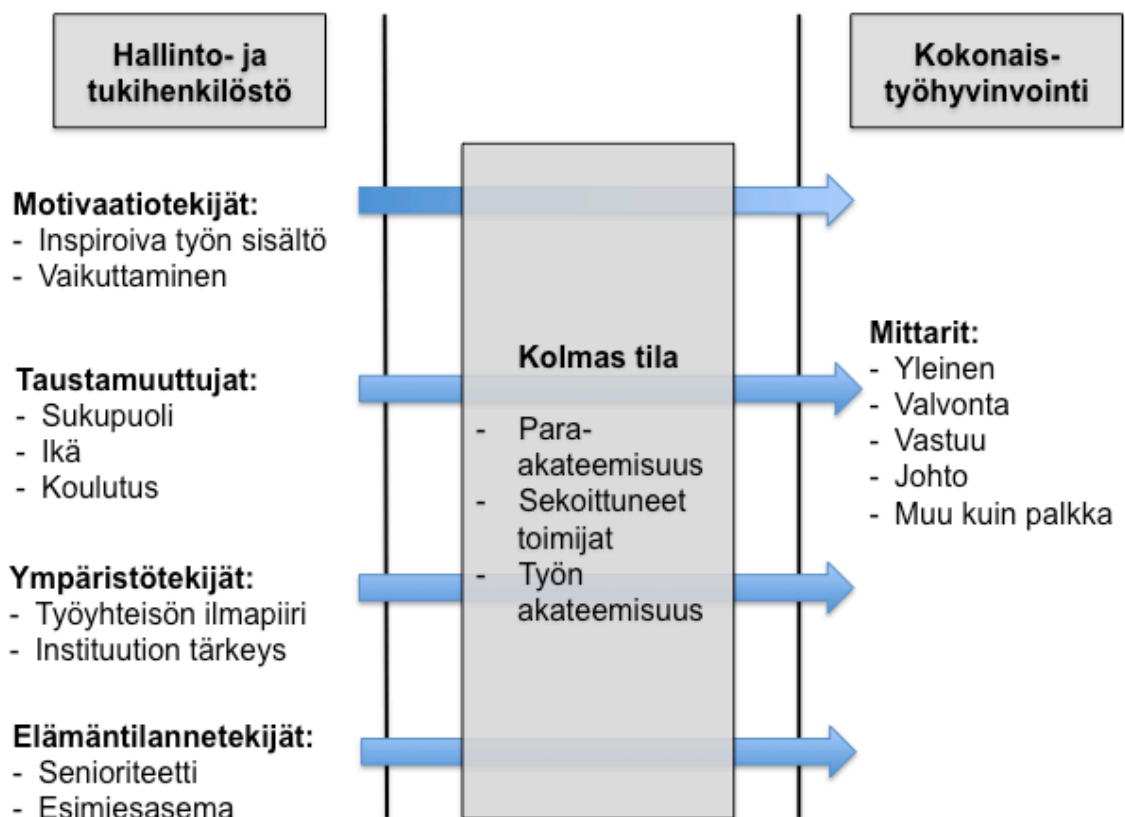 Hallinto- ja
tukihenkilöstö
Motivaatiotekijät:
- Inspiroiva työn sisältö
- Vaikuttaminen
Taustamuuttujat:
- Sukupuoli
- Ikä
- Koulutus
Ympäristötekijät:
- Työyhteisön ilmapiiri
- Instituution tärkeys
Elämäntilannetekijät:
- Senioriteetti
- Esimiesasema
Kolmas tila
- Para-
akateemisuus
- Sekoittuneet
toimijat
- Työn
akateemisuus
Kokonais-
työhyvinvointi
Mittarit:
- Yleinen
- Valvonta
- Vastuu
- Johto
- Muu kuin palkka